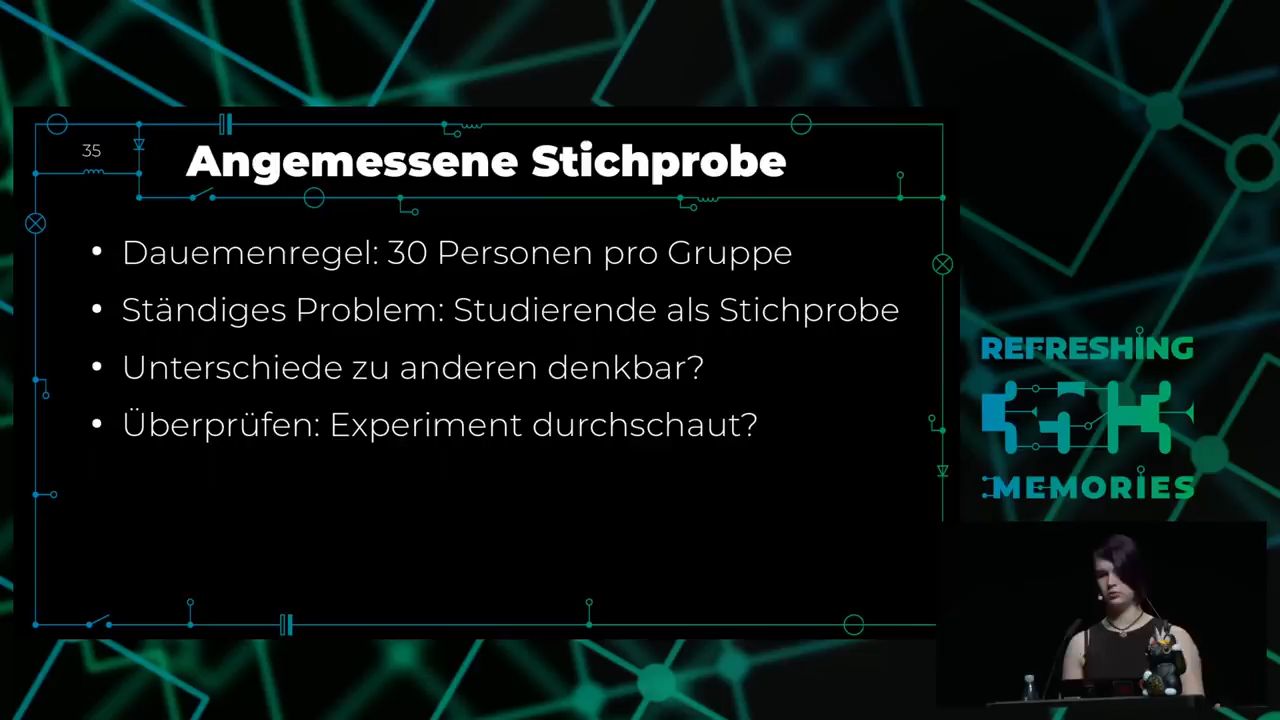 35
Angemessene Stichprobe
• Dauemenregel: 30 Personen pro Gruppe
• Ständiges Problem: Studierende als Stichprobe
• Unterschiede zu anderen denkbar?
• Überprüfen: Experiment durchschaut?
REFRESHING
MEMORIES